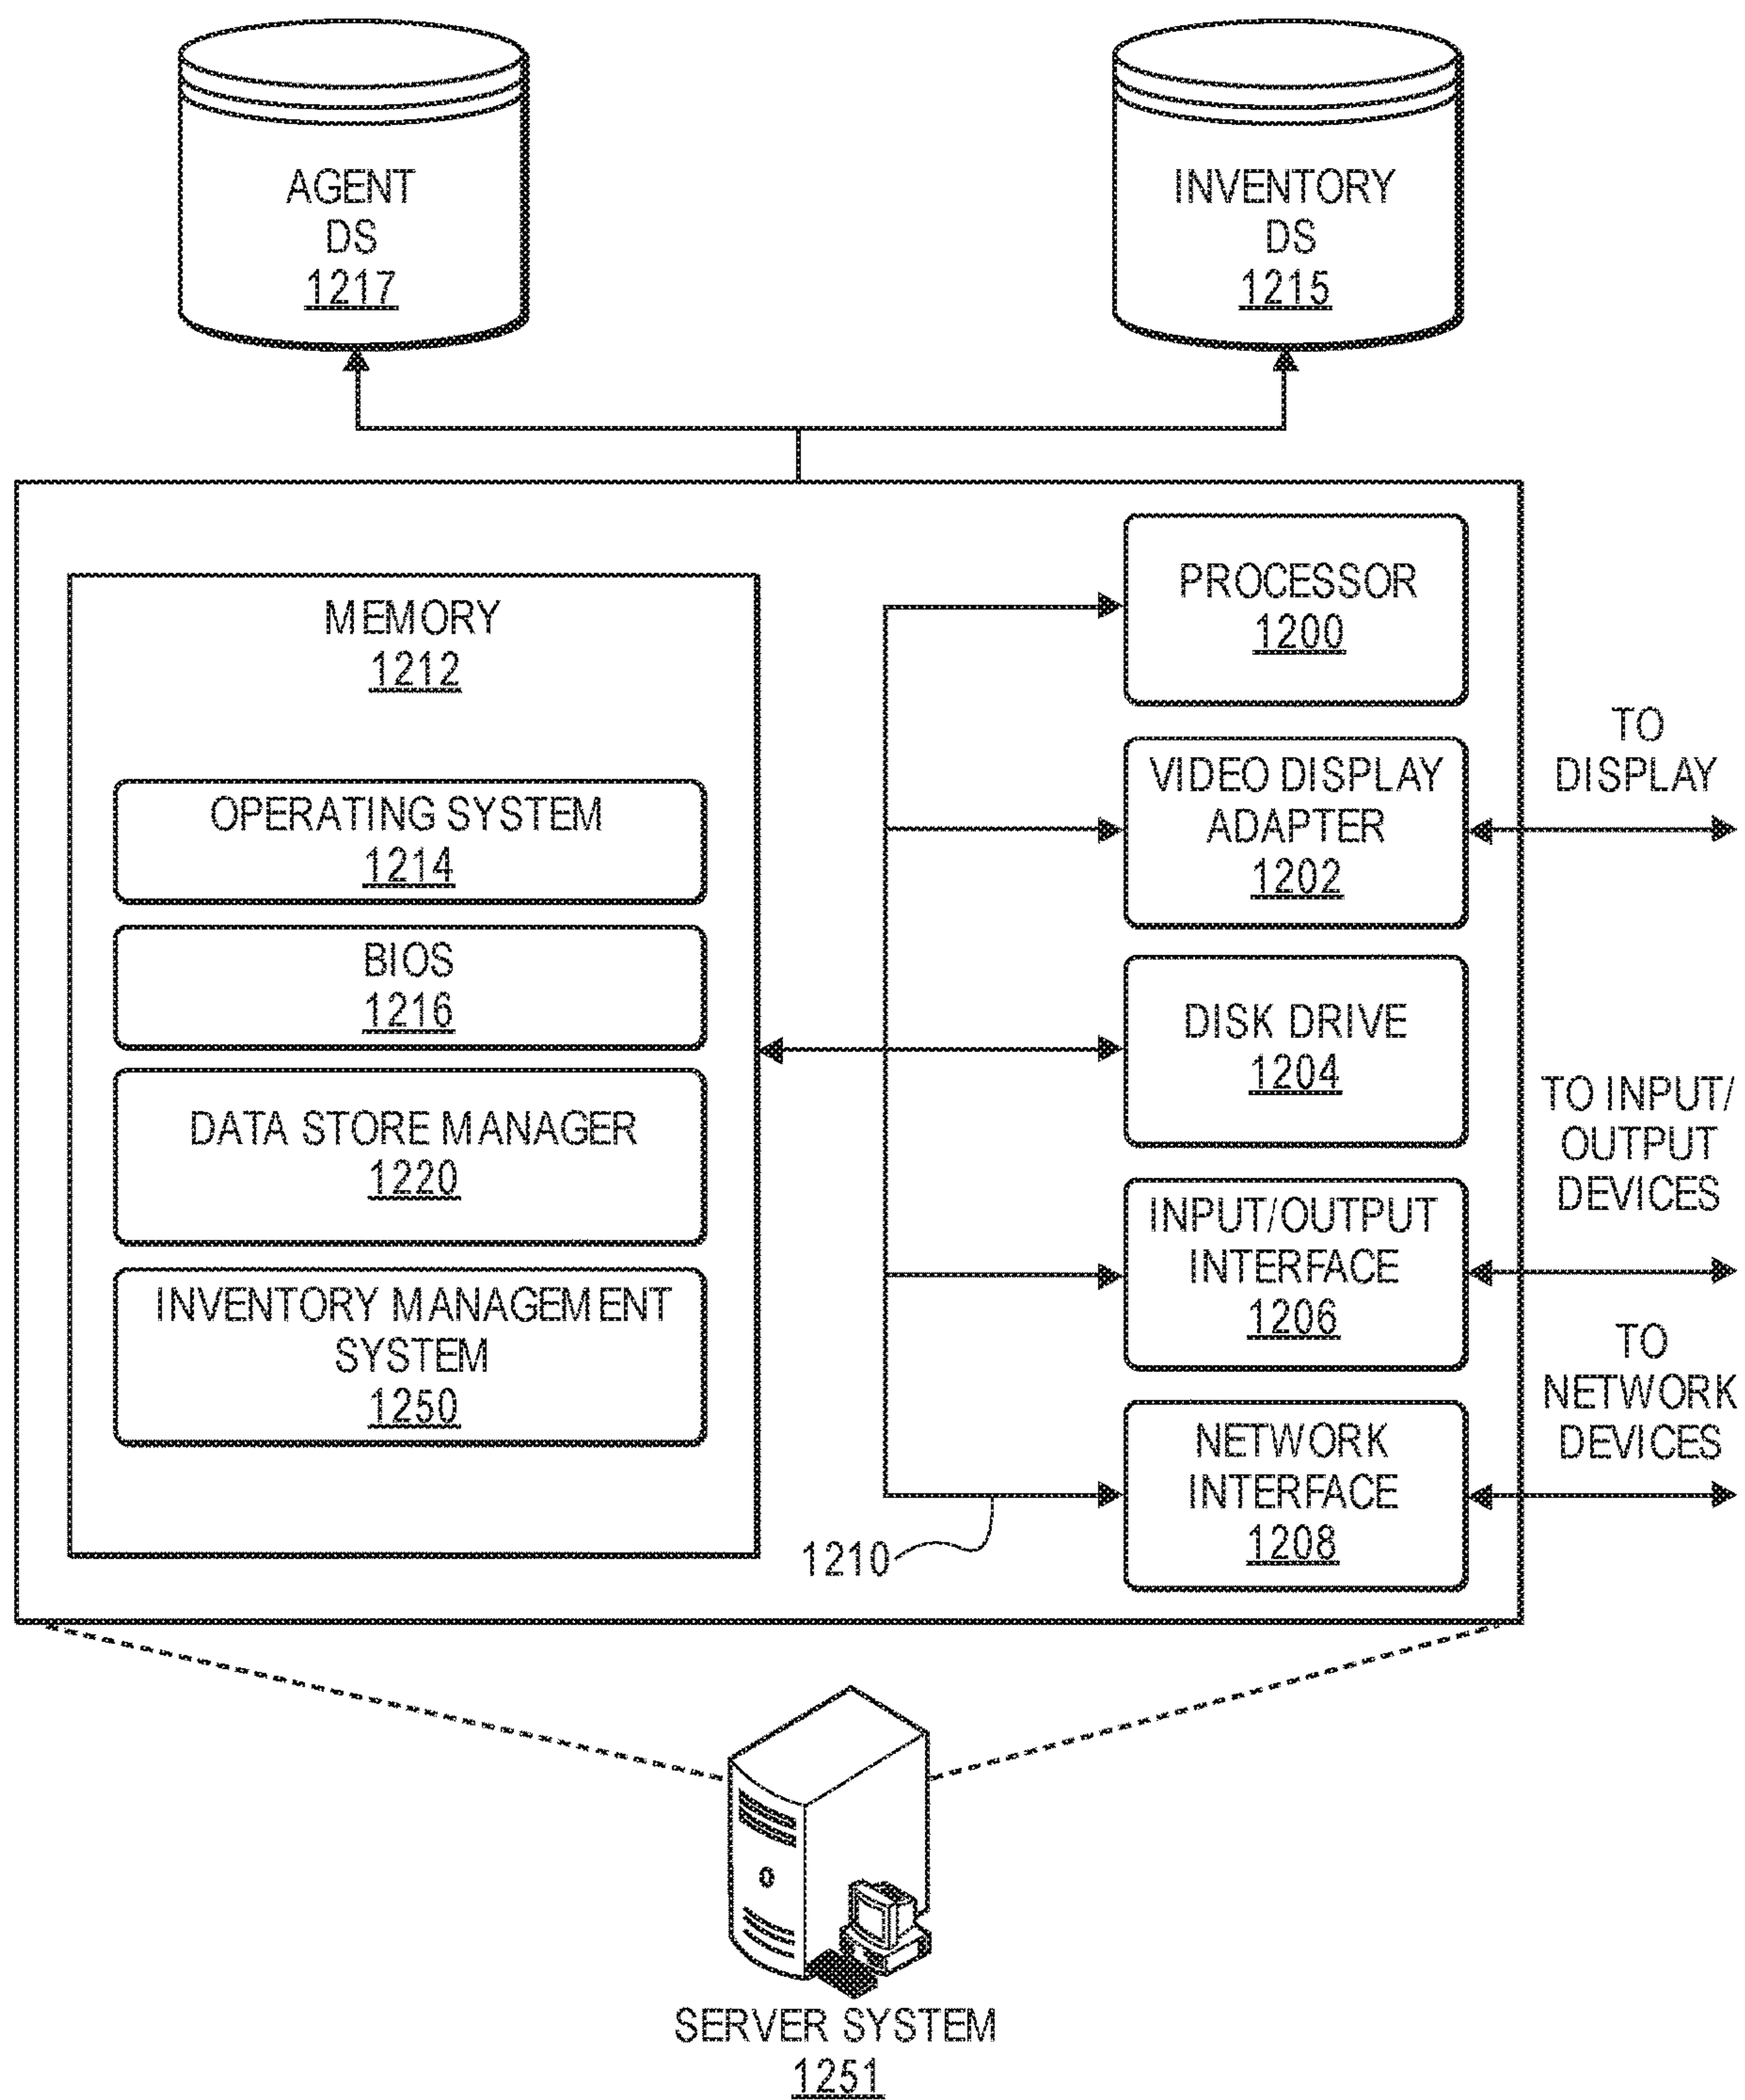 AGENT
DS
1217
INVENTORY
DS
1215
MEMORY
1212
OPERATING SYSTEM
1214
BIOS
1216
DATA STORE MANAGER
1220
INVENTORY MANAGEMENT
SYSTEM
1250
PROCESSOR
1200
VIDEO DISPLAY
ADAPTER
1202
DISK DRIVE
1204
INPUT/OUTPUT
INTERFACE
1206
NETWORK
INTERFACE
1208
1210
TO
DISPLAY
TO INPUT/
OUTPUT
DEVICES
TO
NETWORK
DEVICES
SERVER SYSTEM
1251